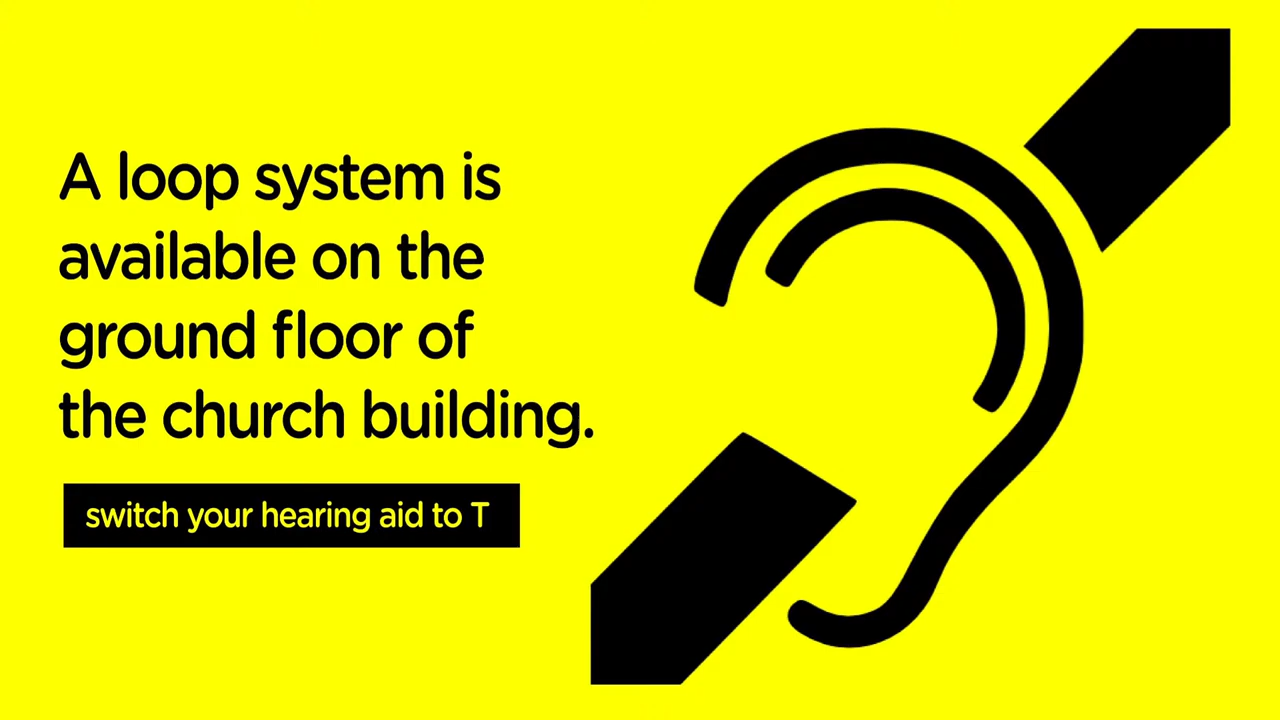 A loop system is
available on the
ground floor of
the church building.
switch your hearing aid to T